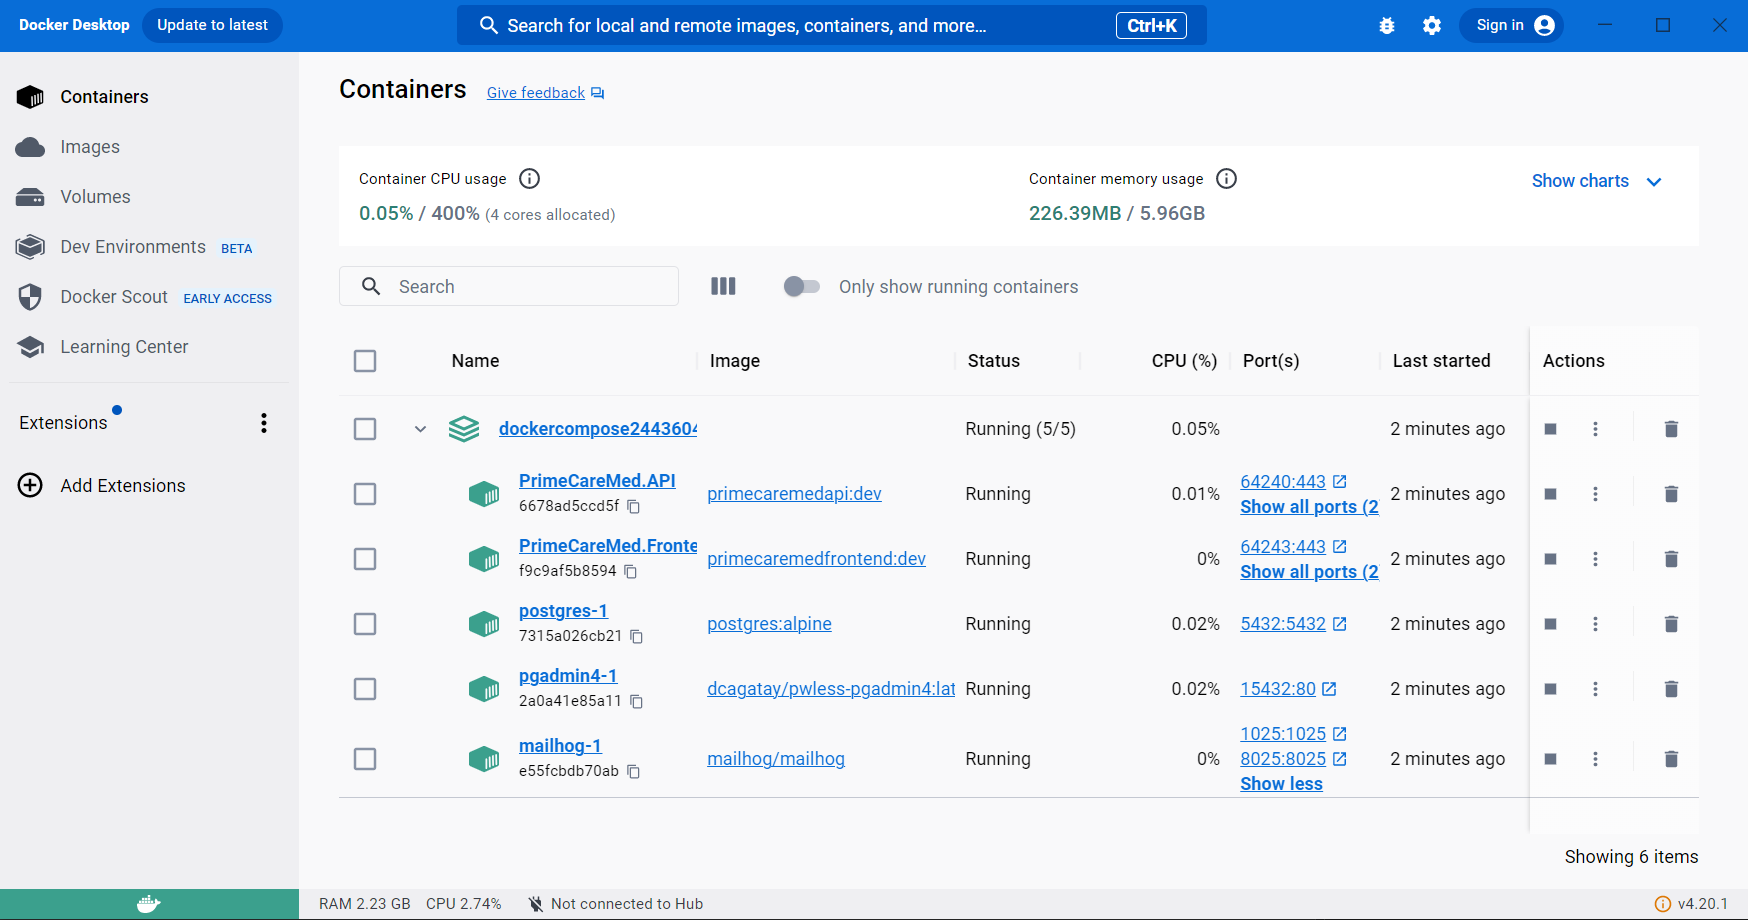 Docker Desktop Update to latest Search for local and remote images, containers, and more... Ctrl+K Sign in
Containers
Images
Volumes
Dev Environments BETA
Docker Scout EARLY ACCESS
Learning Center
Extensions
Add Extensions
Containers Give feedback
Container CPU usage
0.05% / 400% (4 cores allocated)
Container memory usage
226.39MB / 5.96GB
Show charts
Search Only show running containers
Name Image Status CPU (%) Port(s) Last started Actions
dockercompose2443604 Running (5/5) 0.05% 2 minutes ago
PrimeCareMed.API
6678ad5ccd5f
primecaremedapi:dev Running 0.01%
64240:443
Show all ports (2
2 minutes ago
PrimeCareMed.Fronte
f9c9af5b8594
primecaremedfrontend:dev Running 0%
64243:443
Show all ports (2
2 minutes ago
postgres-1
7315a026cb21
postgres:alpine Running 0.02% 5432:5432 2 minutes ago
pgadmin4-1
2a0a41e85a11
dcagatay/pwless-pgadmin4:lat Running 0.02% 15432:80 2 minutes ago
mailhog-1
e55fcbdb70ab
mailhog/mailhog Running 0%
1025:1025
8025:8025
Show less
2 minutes ago
Showing 6 items
RAM 2.23 GB CPU 2.74% Not connected to Hub v4.20.1